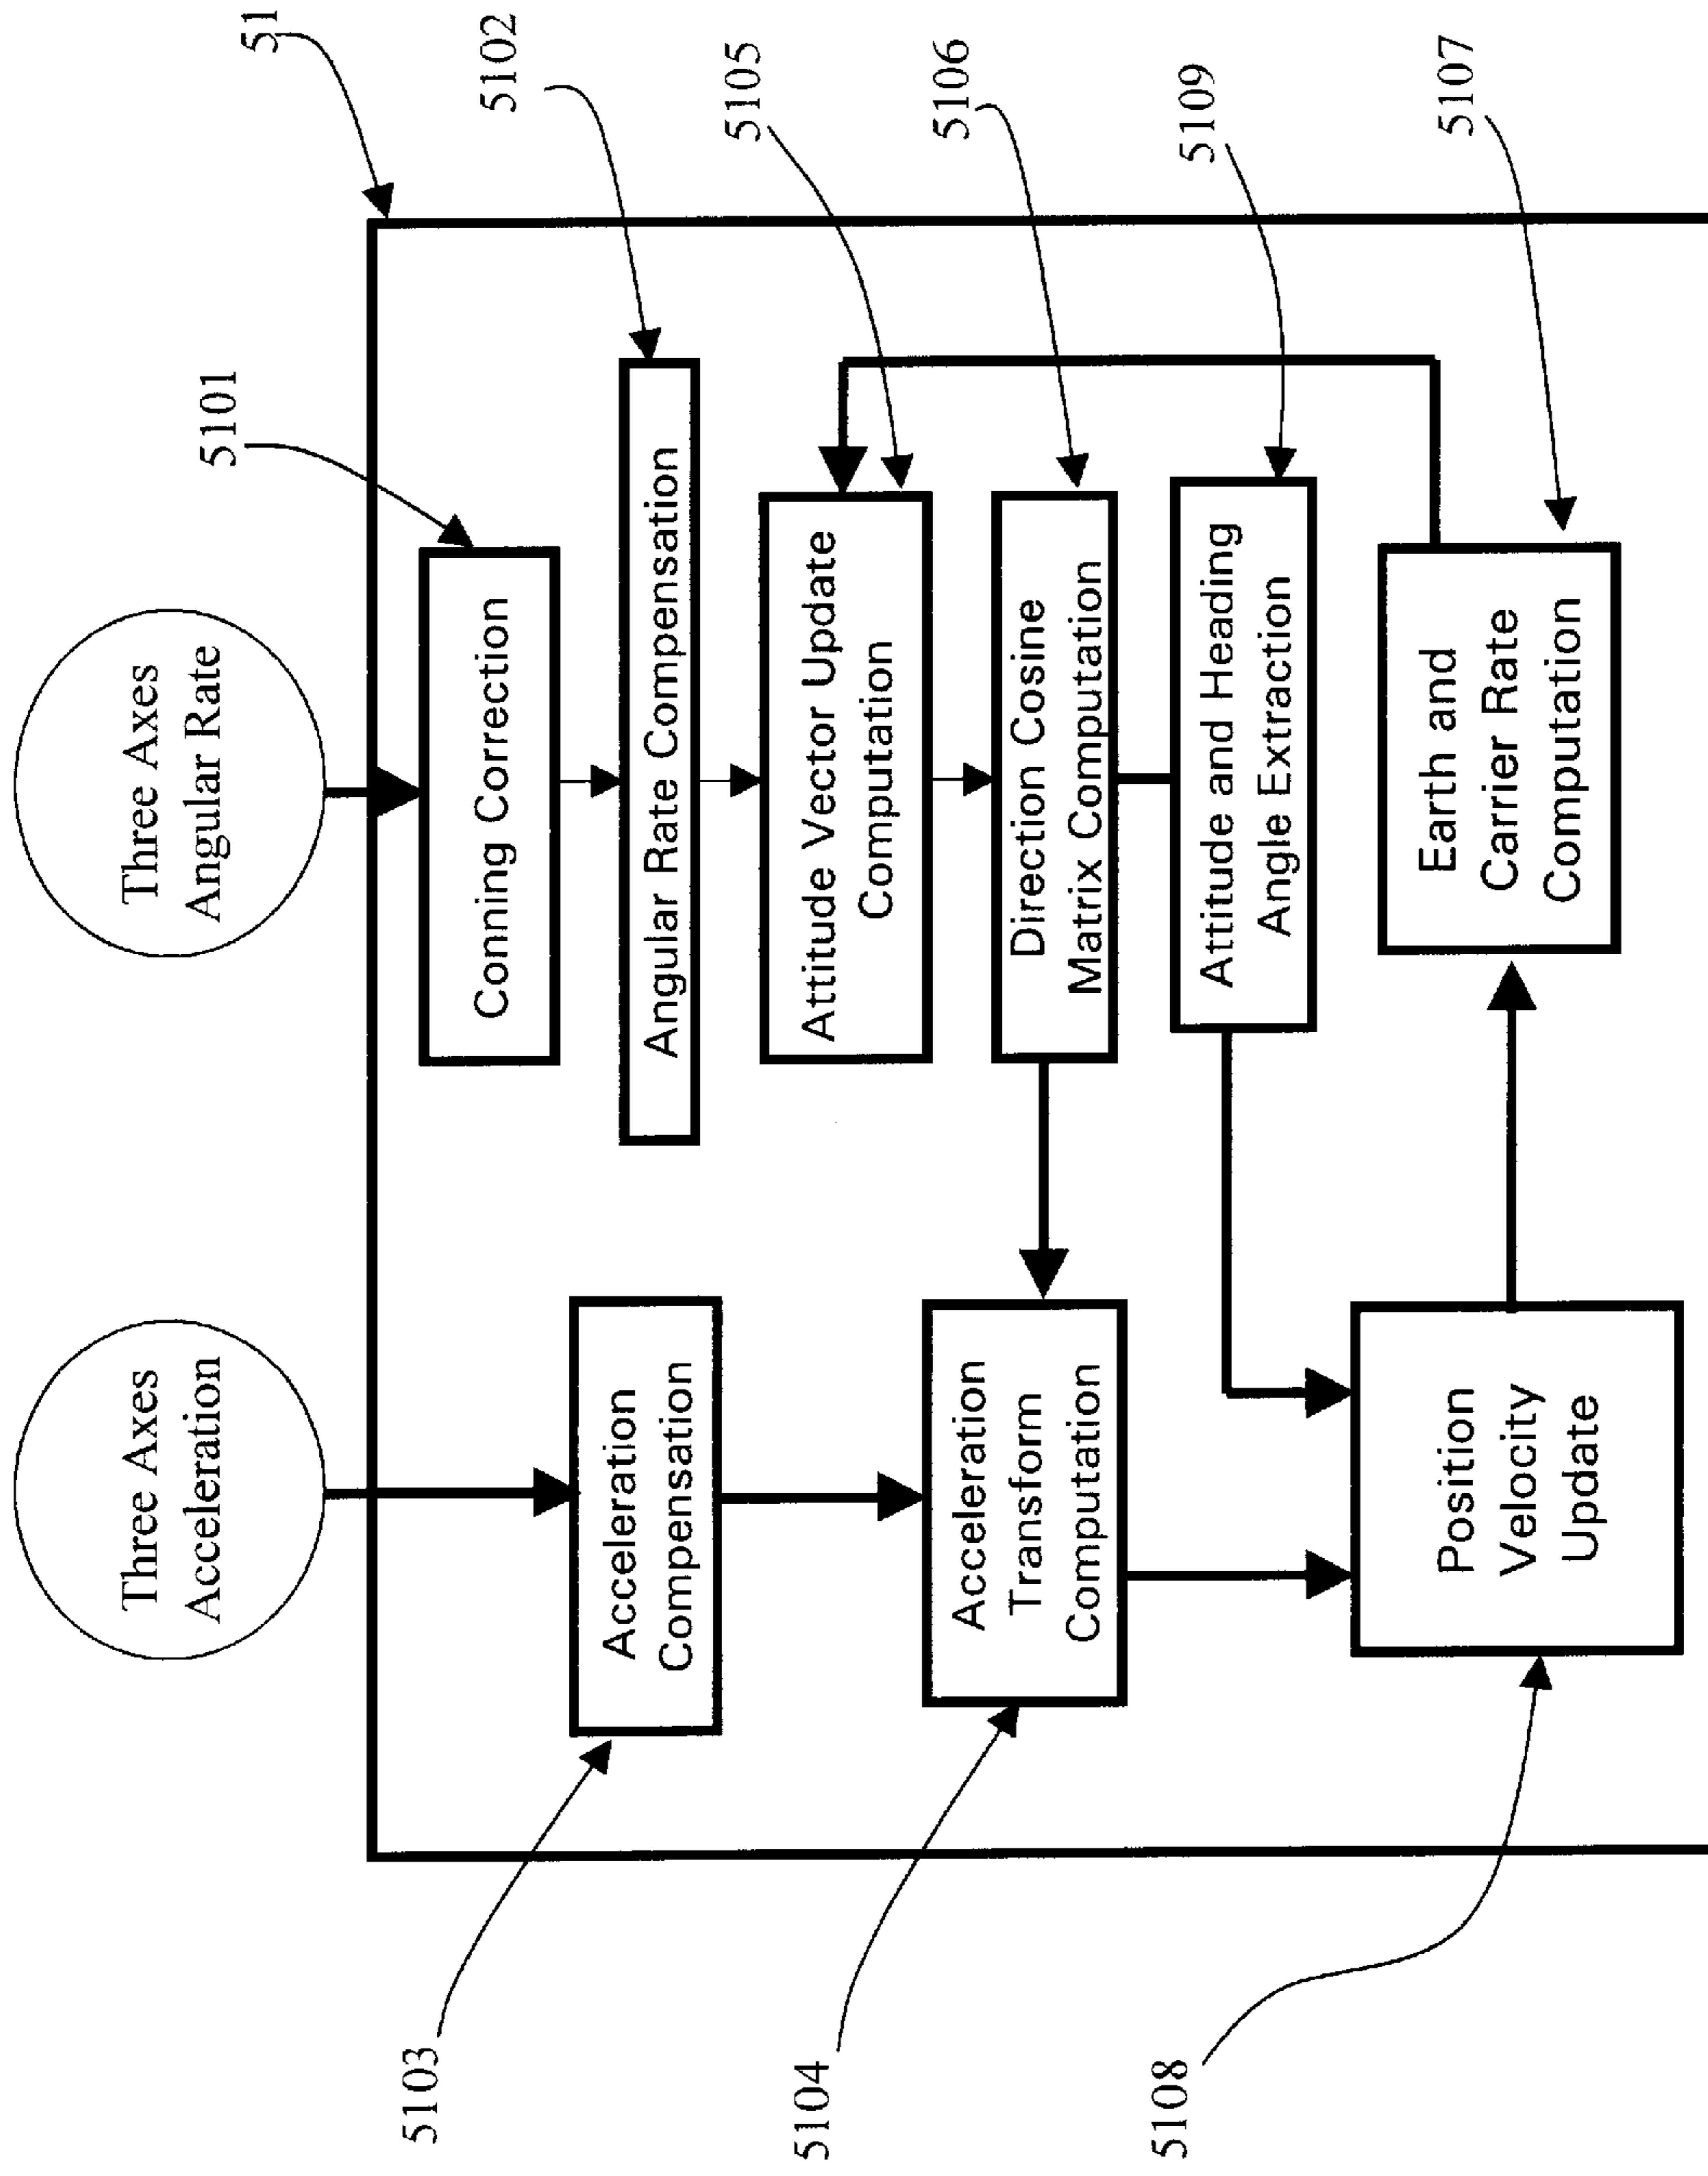 51
5101
5102
5105
5106
5109
5107
Three Axes
Angular Rate
Conning Correction
Angular Rate Compensation
Attitude Vector Update
Computation
Direction Cosine
Matrix Computation
Attitude and Heading
Angle Extraction
Earth and
Carrier Rate
Computation
Three Axes
Acceleration
Acceleration
Compensation
Acceleration
Transform
Computation
Position
Velocity
Update
5103
5104
5108